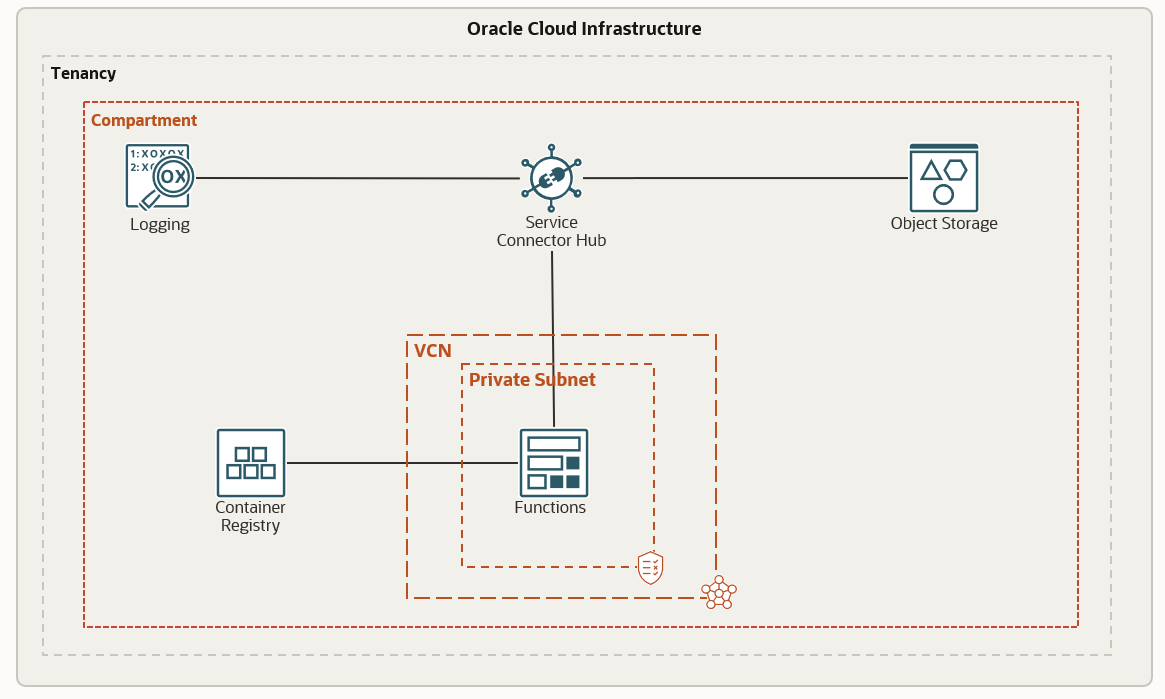 Oracle Cloud Infrastructure
Tenancy
Compartment
1: XOXOX
2: XO
OX
Logging
Service
Connector Hub
Object Storage
VCN
Private Subnet
Container
Registry
Functions